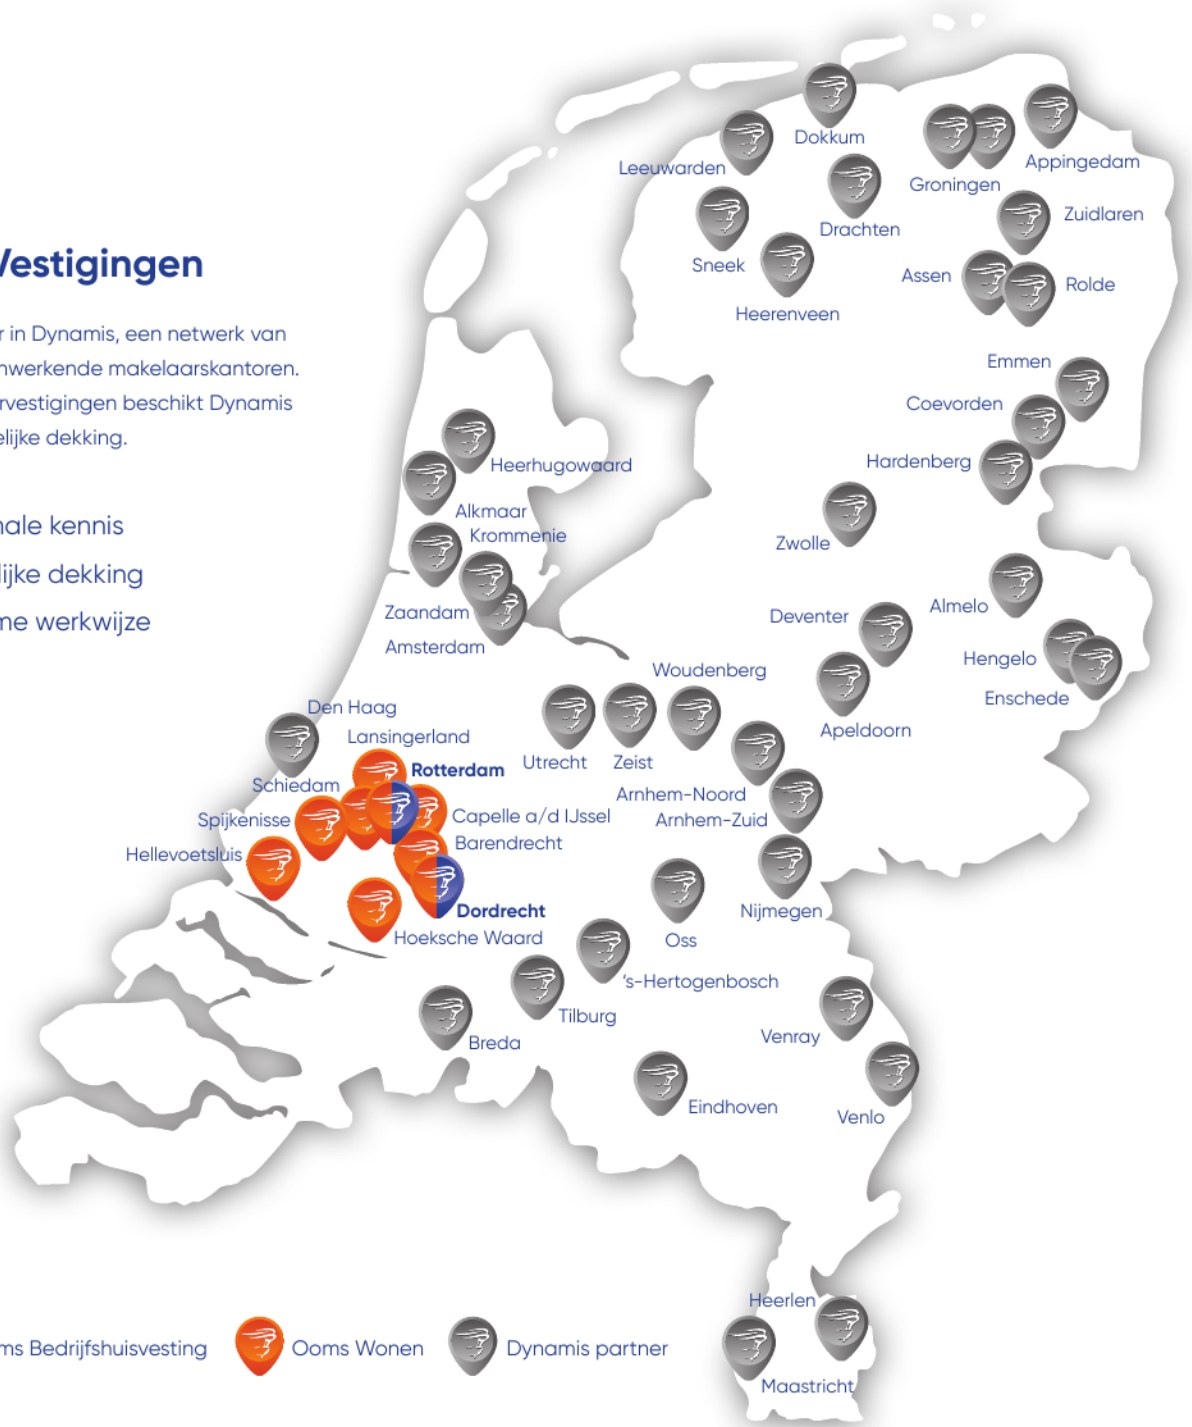 Vestigingen
r in Dynamis, een netwerk van
nwerkende makelaarskantoren.
rvestigingen beschikt Dynamis
elijke dekking.
nale kennis
lijke dekking
me werkwijze
Dokkum
Leeuwarden
Appingedam
Groningen
Zuidlaren
Drachten
Sneek
Assen
Rolde
Heerenveen
Emmen
Coevorden
Hardenberg
Heerhugowaard
Alkmaar
Krommenie
Zwolle
Zaandam
Almelo
Deventer
Amsterdam
Hengelo
Woudenberg
Enschede
Den Haag
Apeldoorn
Lansingerland
Utrecht
Zeist
Rotterdam
Schiedam
Arnhem-Noord
Spijkenisse
Capelle a/d IJssel
Arnhem-Zuid
Barendrecht
Hellevoetsluis
Dordrecht
Nijmegen
Hoeksche Waard
Oss
's-Hertogenbosch
Tilburg
Venray
Breda
Eindhoven
Venlo
Heerlen
ms Bedrijfshuisvesting
Ooms Wonen
Dynamis partner
Maastricht